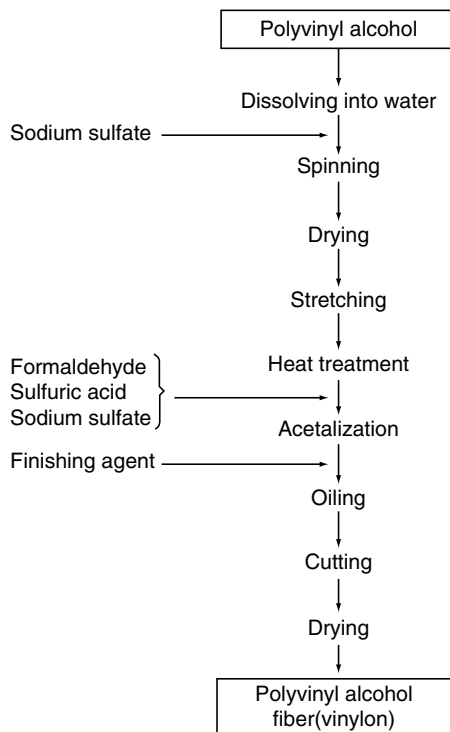 Polyvinyl alcohol
Dissolving into water
Sodium sulfate
Spinning
Drying
Stretching
Heat treatment
Formaldehyde
Sulfuric acid
Sodium sulfate
Acetalization
Finishing agent
Oiling
Cutting
Drying
Polyvinyl alcohol
fiber(vinylon)